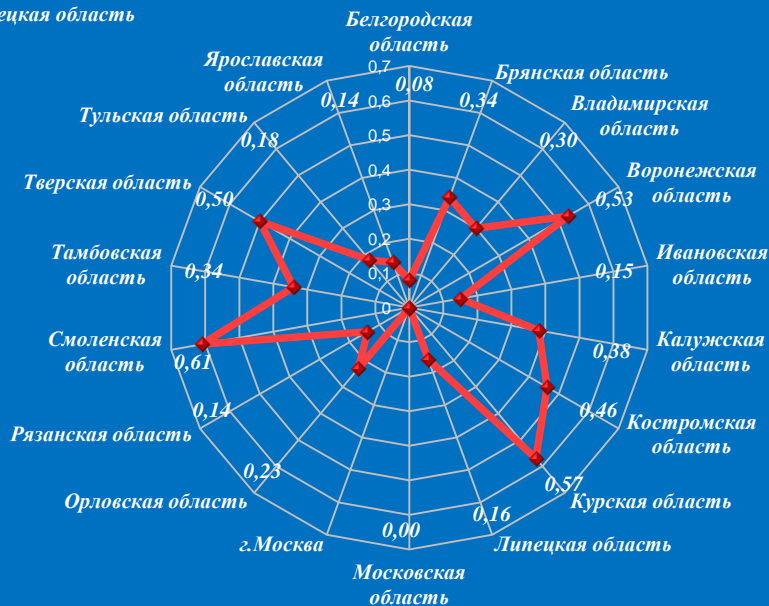 ецкая область
Белгородская
область
0,08
Брянская область
0,34
Владимирская
область
0,30
Воронежская
область
0,53
Ивановская
область
0,15
Калужская
область
0,38
Костромская
область
0,46
Курская область
0,57
Липецкая область
0,16
Московская
область
0,00
г.Москва
Орловская область
0,23
Рязанская область
0,14
Смоленская
область
0,61
Тамбовская
область
0,34
Тверская область
0,50
Тульская область
0,18
Ярославская
область
0,14
0,7
0,6
0,5
0,4
0,3
0,2
0,1
0